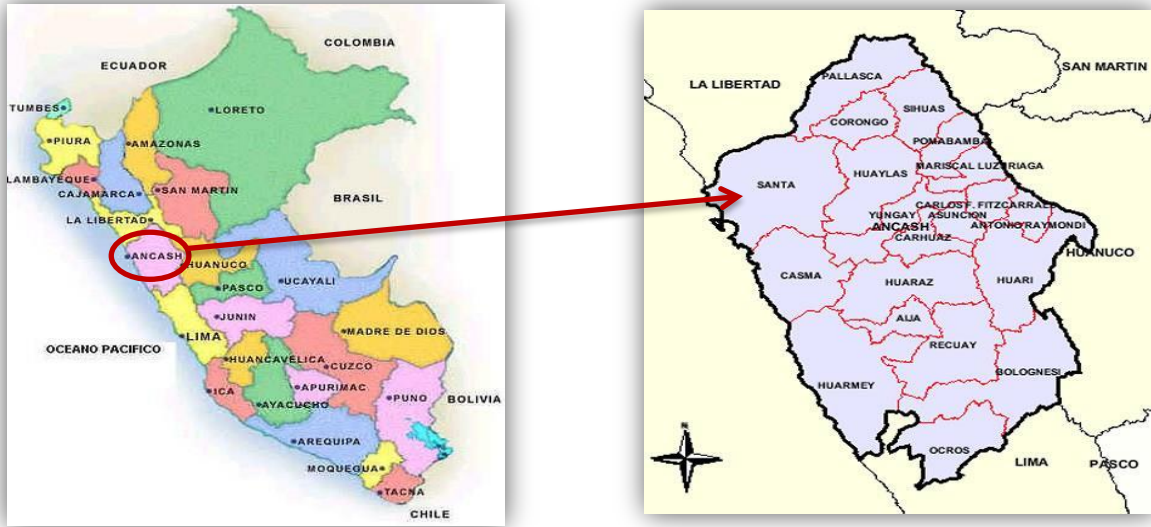 COLOMBIA
ECUADOR
TUMBES
LORETO
PIURA
AMAZONAS
LAMBAYEQUE
CAJAMARCA
SAN MARTIN
BRASIL
LA LIBERTAD
ANCASH
HUANUCO
UCAYALI
PASCO
JUNIN
LIMA
MADRE DE DIOS
OCEANO PACIFICO
HUANCAVELICA
CUZCO
ICA
APURIMAC
PUNO
BOLIVIA
AYACUCHO
AREQUIPA
MOQUEGUA
TACNA
CHILE
SAN MARTIN
LA LIBERTAD
PALLASCA
SIHUAS
CORONGO
POMABAMBA
MARISCAL LUZURIAGA
HUAYLAS
SANTA
CARLOS F. FITZCARRALD
YUNGAY
ASUNCION
ANCASH
ANTONIO RAYMONDI
CARHUAZ
HUANUCO
CASMA
HUARAZ
HUARI
AIJA
RECUAY
BOLOGNESI
HUARMEY
N
OCROS
LIMA
PASCO